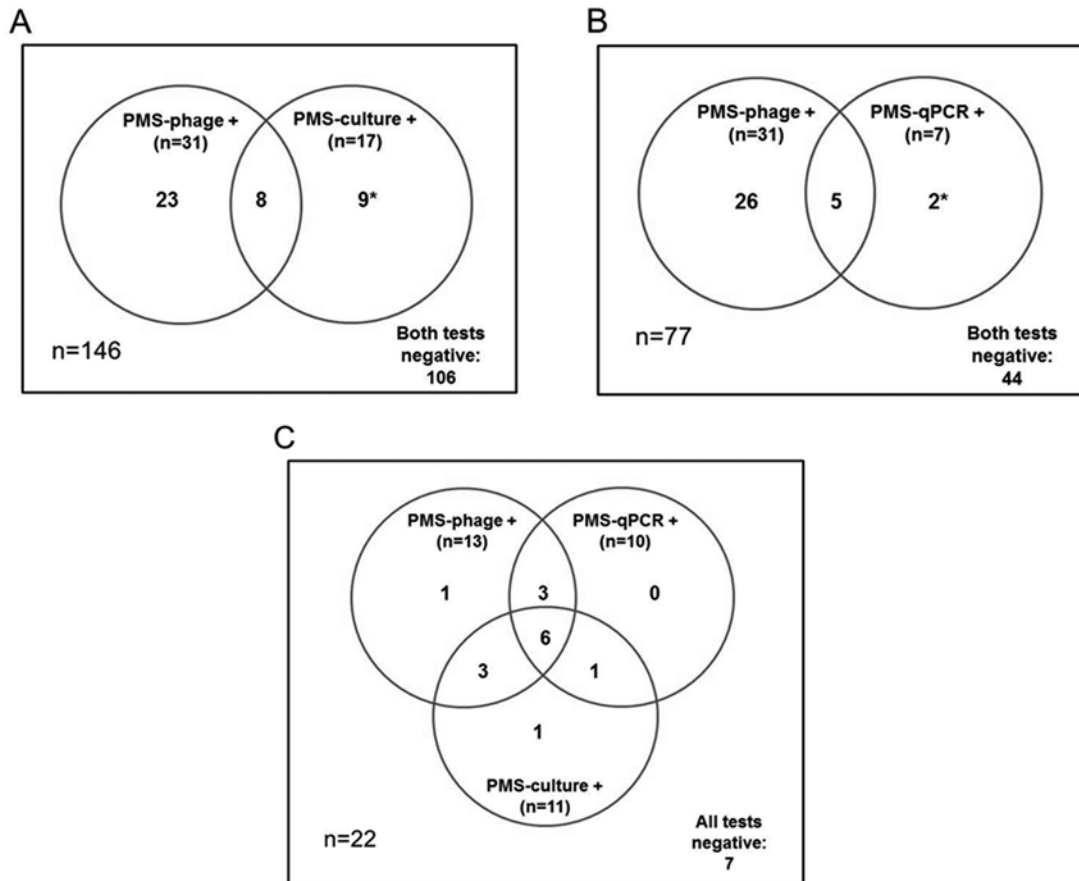 A
PMS-phage +
(n=31)
PMS-culture +
(n=17)
23
8
9*
n=146
Both tests
negative:
106
B
PMS-phage +
(n=31)
PMS-qPCR +
(n=7)
26
5
2*
n=77
Both tests
negative:
44
C
PMS-phage +
(n=13)
PMS-qPCR +
(n=10)
1
3
0
6
3
1
1
PMS-culture +
(n=11)
n=22
All tests
negative:
7